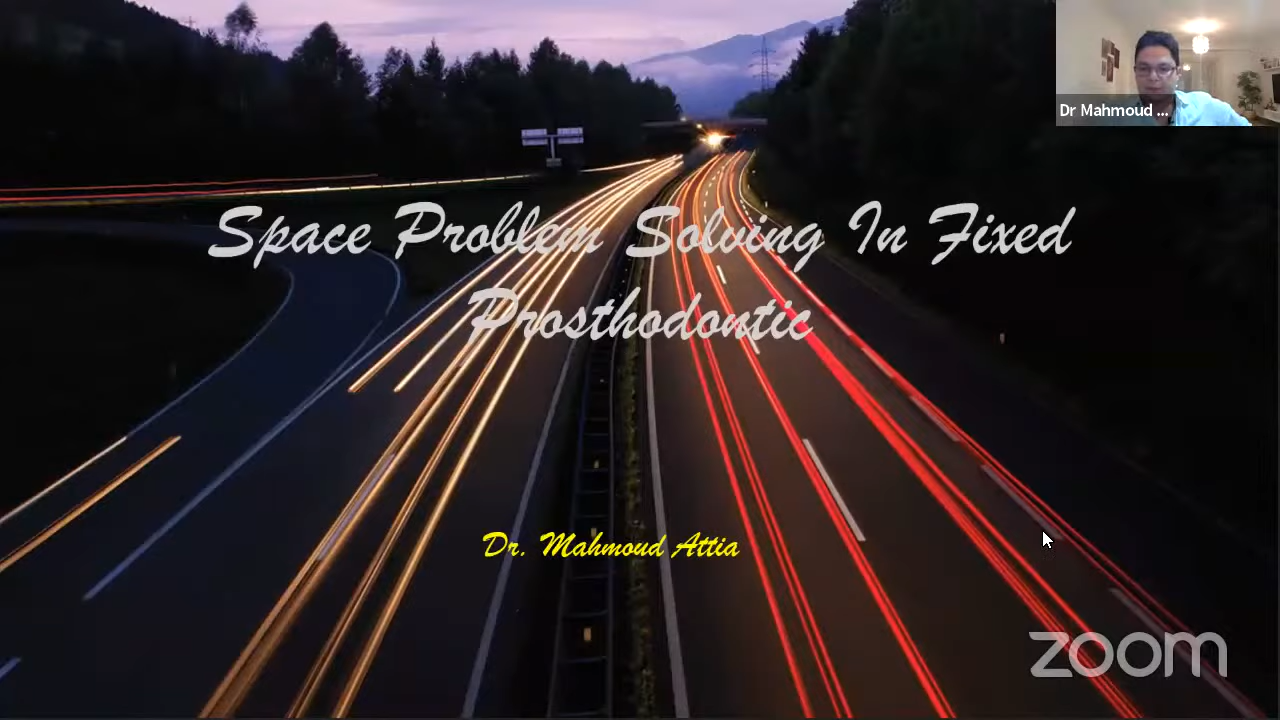 Dr Mahmoud ...
Space Problem Solving In Fixed
Prosthodontic
Dr. Mahmoud Attia
zoom